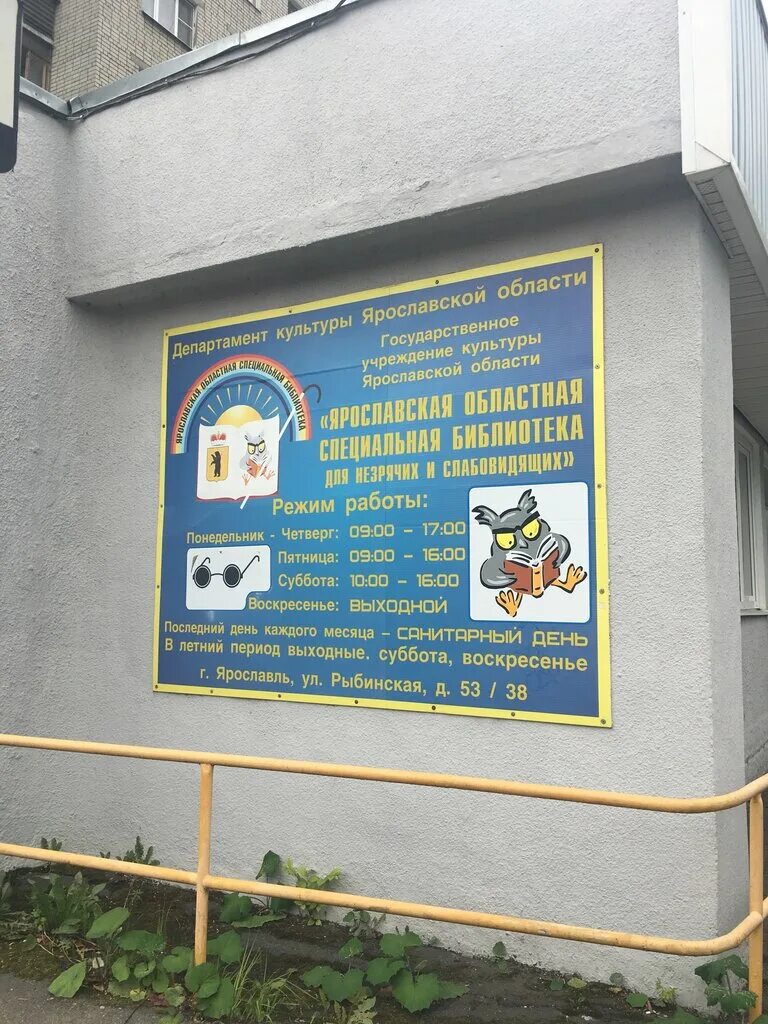 Департамент культуры Ярославской области
Государственное
учреждение культуры
Ярославской области
ЯРОСЛАВСКАЯ ОБЛАСТНАЯ СПЕЦИАЛЬНАЯ БИБЛИОТЕКА
«ЯРОСЛАВСКАЯ ОБЛАСТНАЯ
СПЕЦИАЛЬНАЯ БИБЛИОТЕКА
ДЛЯ НЕЗРЯЧИХ И СЛАБОВИДЯЩИХ»
Режим работы:
Понедельник - Четверг: 09:00 – 17:00
Пятница: 09:00 – 16:00
Суббота: 10:00 – 16:00
Воскресенье: ВЫХОДНОЙ
Последний день каждого месяца – САНИТАРНЫЙ ДЕНЬ
В летний период выходные. суббота, воскресенье
г. Ярославль, ул. Рыбинская, д. 53 / 38